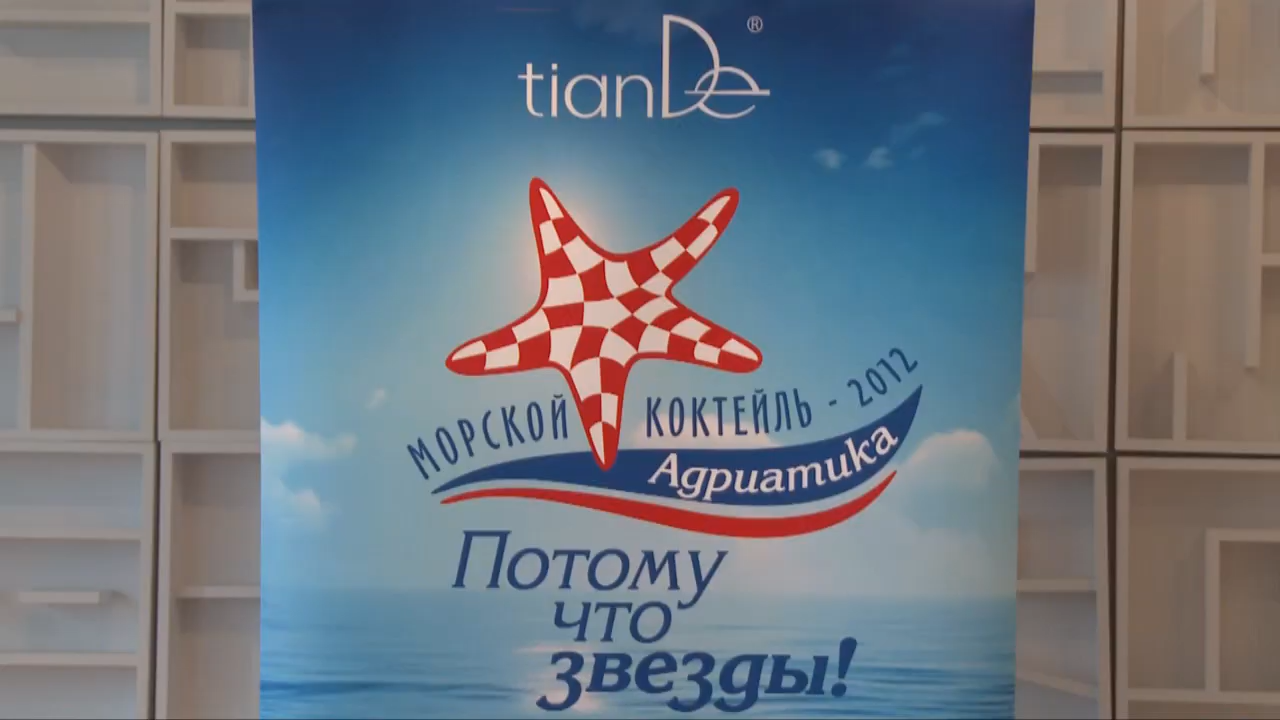 tianDe®
МОРСКОЙ КОКТЕЙЛЬ - 2012
Адриатика
Потому
что
звезды!